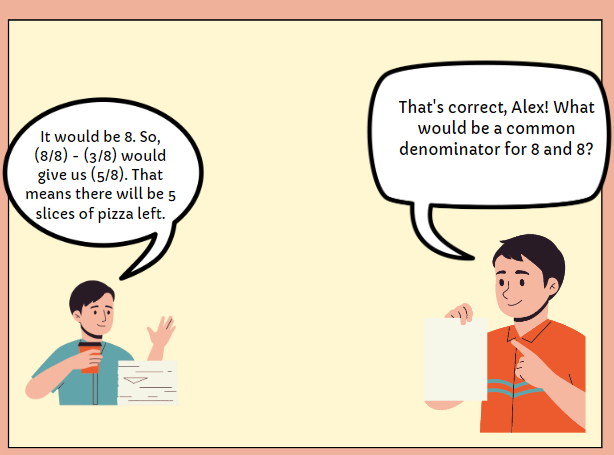 It would be 8. So,
(8/8) - (3/8) would
give us (5/8). That
means there will be 5
slices of pizza left.
That's correct, Alex! What
would be a common
denominator for 8 and 8?